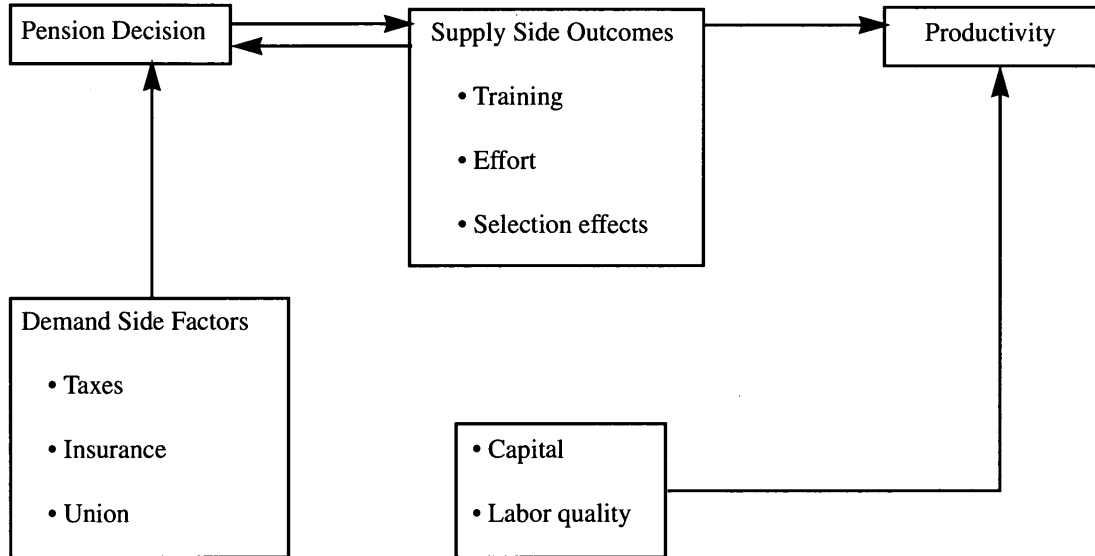 Pension Decision
Supply Side Outcomes
• Training
• Effort
• Selection effects
Productivity
Demand Side Factors
• Taxes
• Insurance
• Union
• Capital
• Labor quality